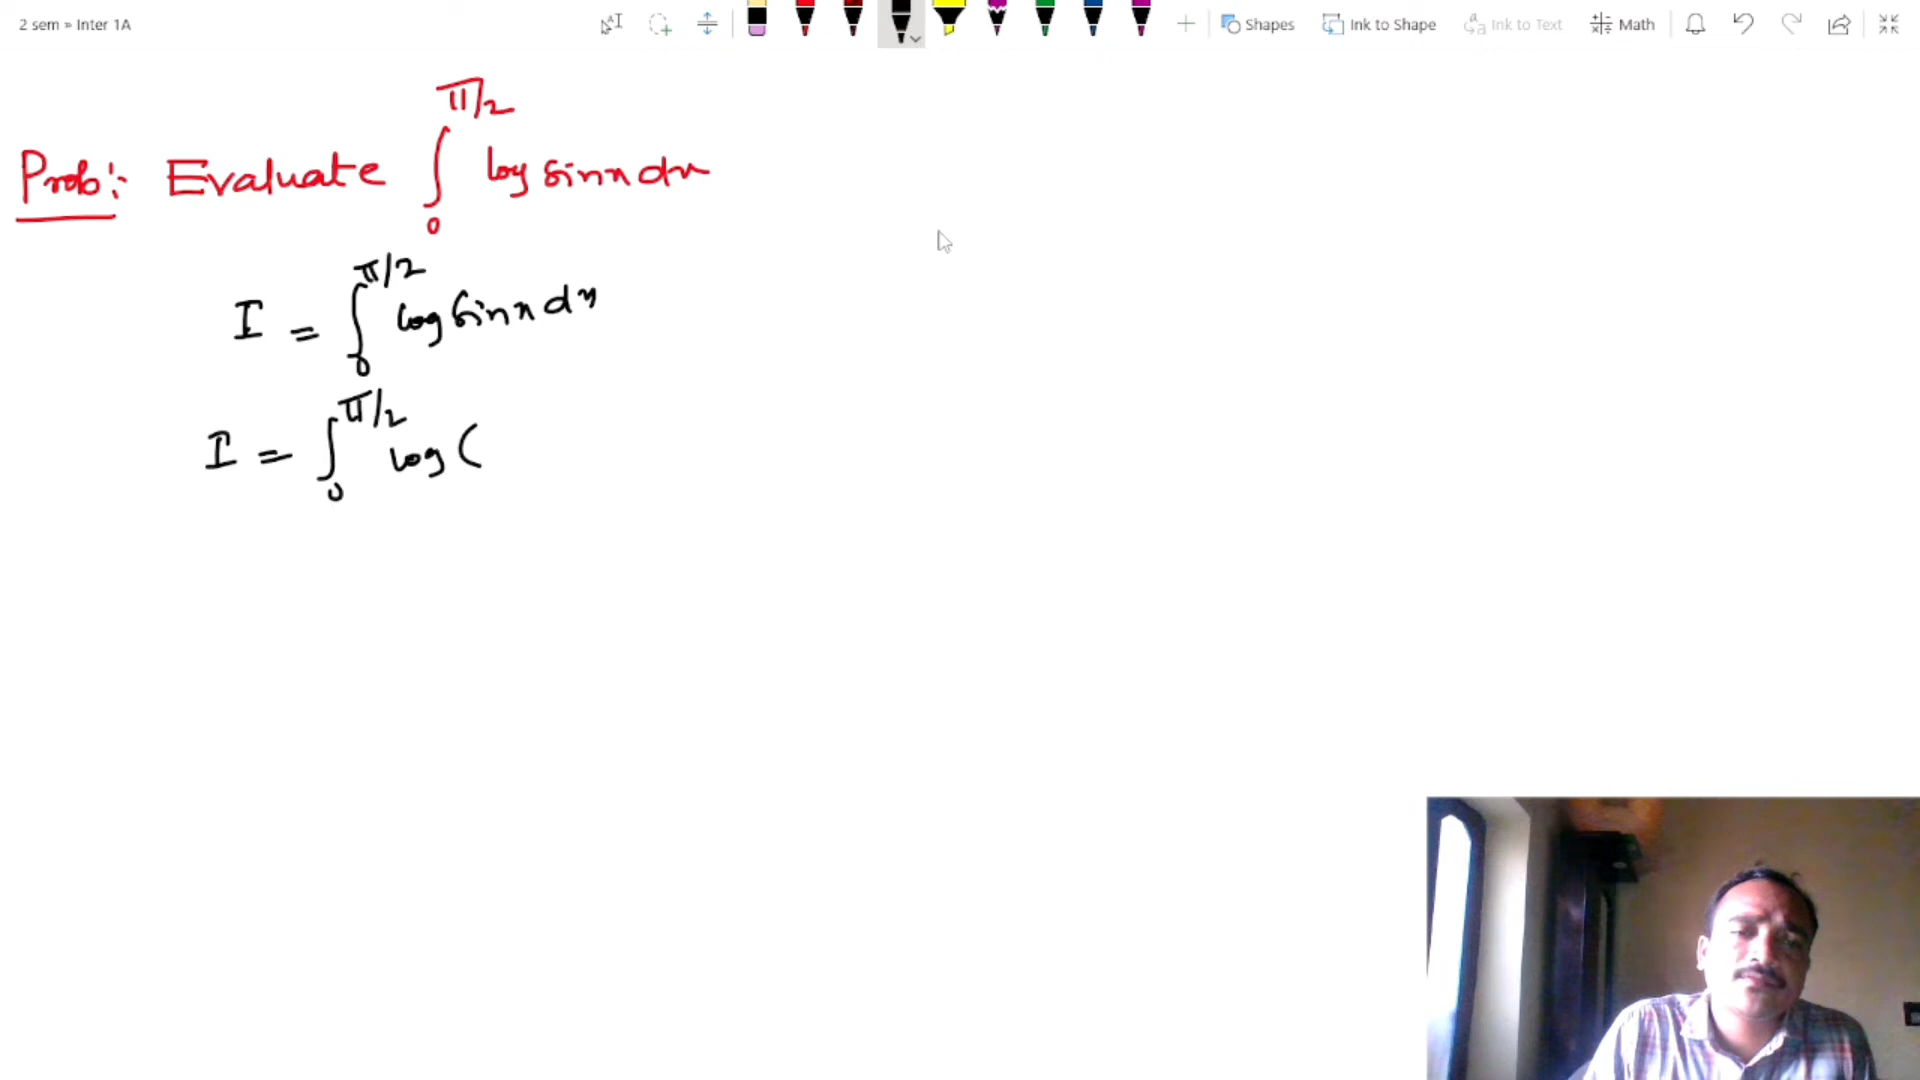 2 sem » Inter 1A
Shapes Ink to Shape Ink to Text Math
Prob:- Evaluate ∫₀^π/2 log sinx dx
I = ∫₀^π/2 log sinx dx
I = ∫₀^π/2 log (